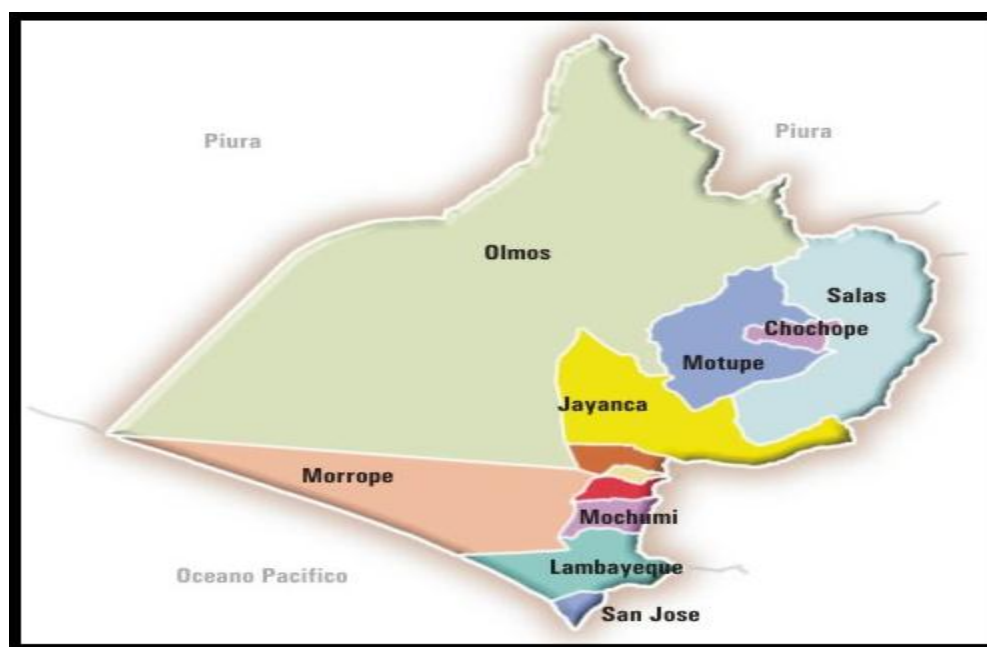 Piura
Piura
Olmos
Salas
Chochope
Motupe
Jayanca
Morrope
Mochumi
Lambayeque
Oceano Pacifico
San Jose